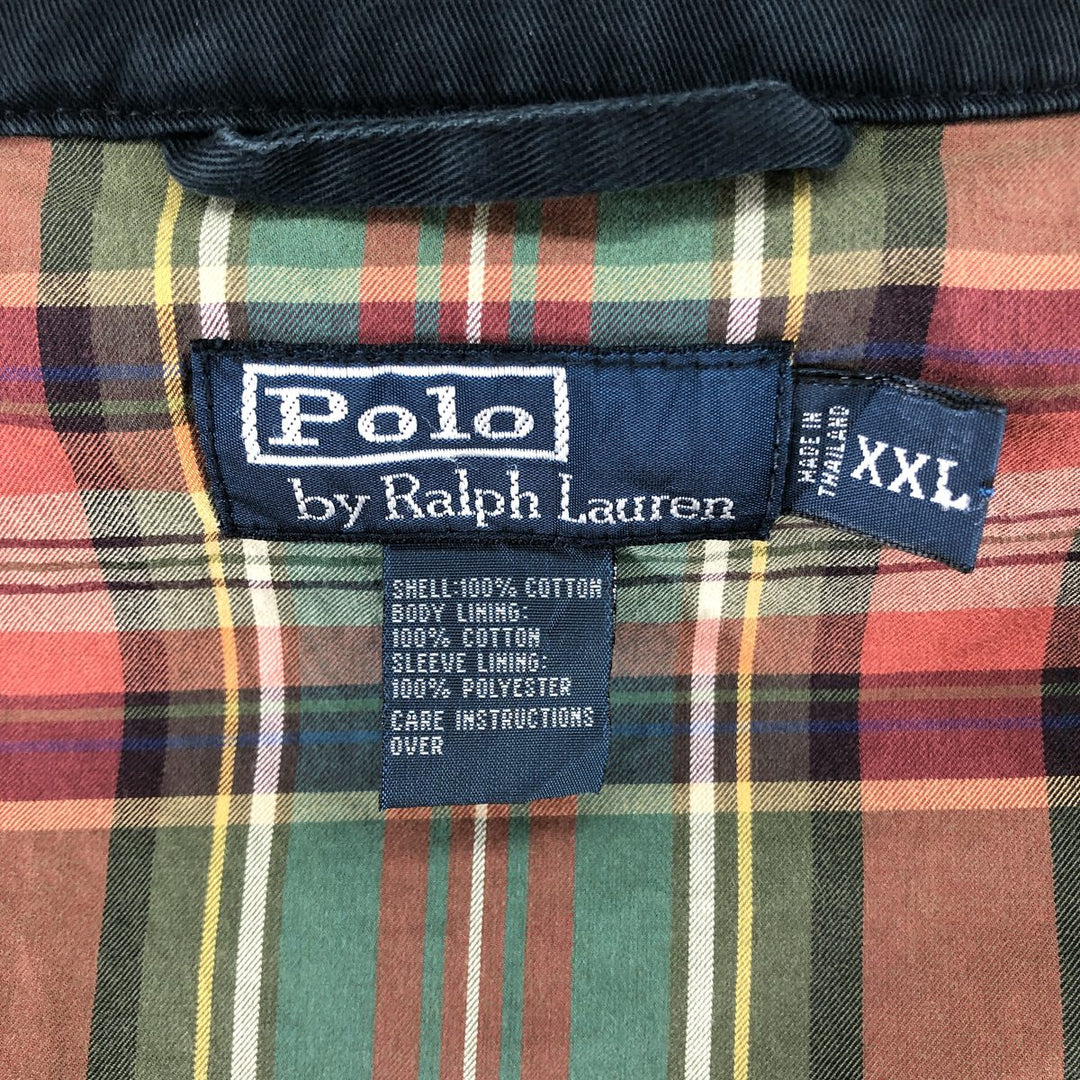 Polo
by Ralph Lauren
MADE IN
THAILAND
XXL
SHELL:100% COTTON
BODY LINING:
100% COTTON
SLEEVE LINING:
100% POLYESTER
CARE INSTRUCTIONS
OVER